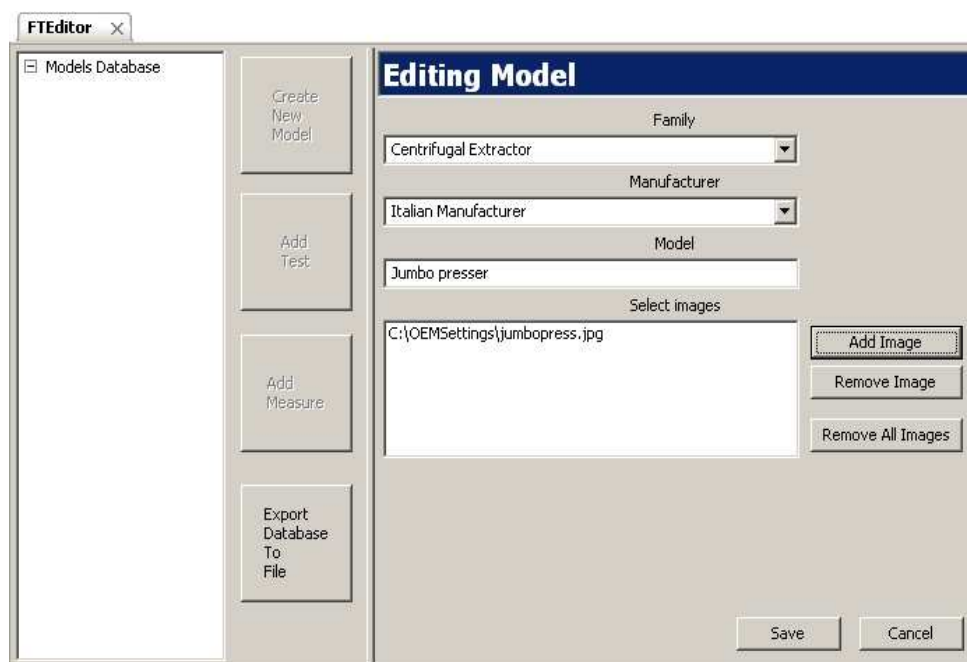 FTEditor
Models Database
Create
New
Model
Add
Test
Add
Measure
Export
Database
To
File
Editing Model
Family
Centrifugal Extractor
Manufacturer
Italian Manufacturer
Model
Jumbo presser
Select images
C:\OEMSettings\jumbopress.jpg
Add Image
Remove Image
Remove All Images
Save
Cancel